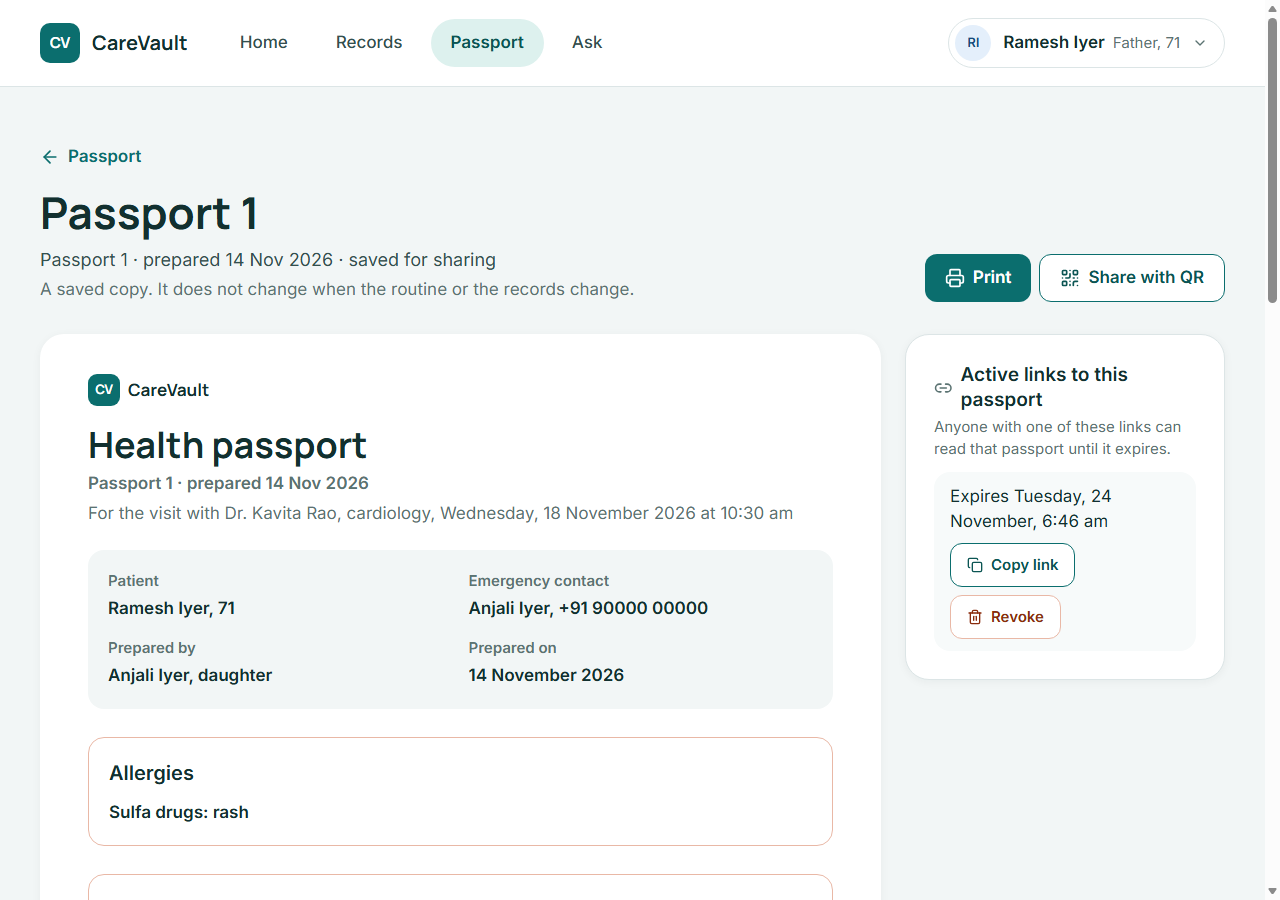 CV CareVault Home Records Passport Ask RI Ramesh Iyer Father, 71
Passport
Passport 1
Passport 1 · prepared 14 Nov 2026 · saved for sharing
A saved copy. It does not change when the routine or the records change.
Print Share with QR
CV CareVault
Health passport
Passport 1 · prepared 14 Nov 2026
For the visit with Dr. Kavita Rao, cardiology, Wednesday, 18 November 2026 at 10:30 am
Patient Emergency contact
Ramesh Iyer, 71 Anjali Iyer, +91 90000 00000
Prepared by Prepared on
Anjali Iyer, daughter 14 November 2026
Allergies
Sulfa drugs: rash
Active links to this
passport
Anyone with one of these links can
read that passport until it expires.
Expires Tuesday, 24
November, 6:46 am
Copy link
Revoke